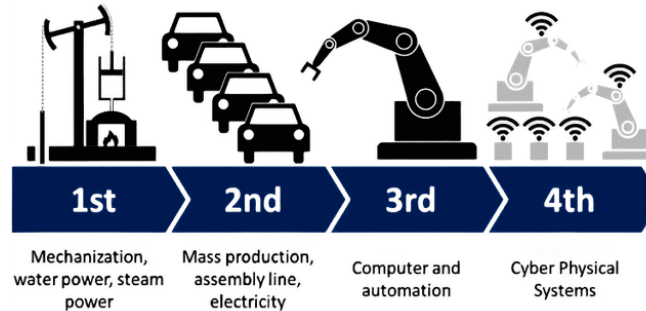 1st
2nd
3rd
4th
Mechanization,
water power, steam
power
Mass production,
assembly line,
electricity
Computer and
automation
Cyber Physical
Systems